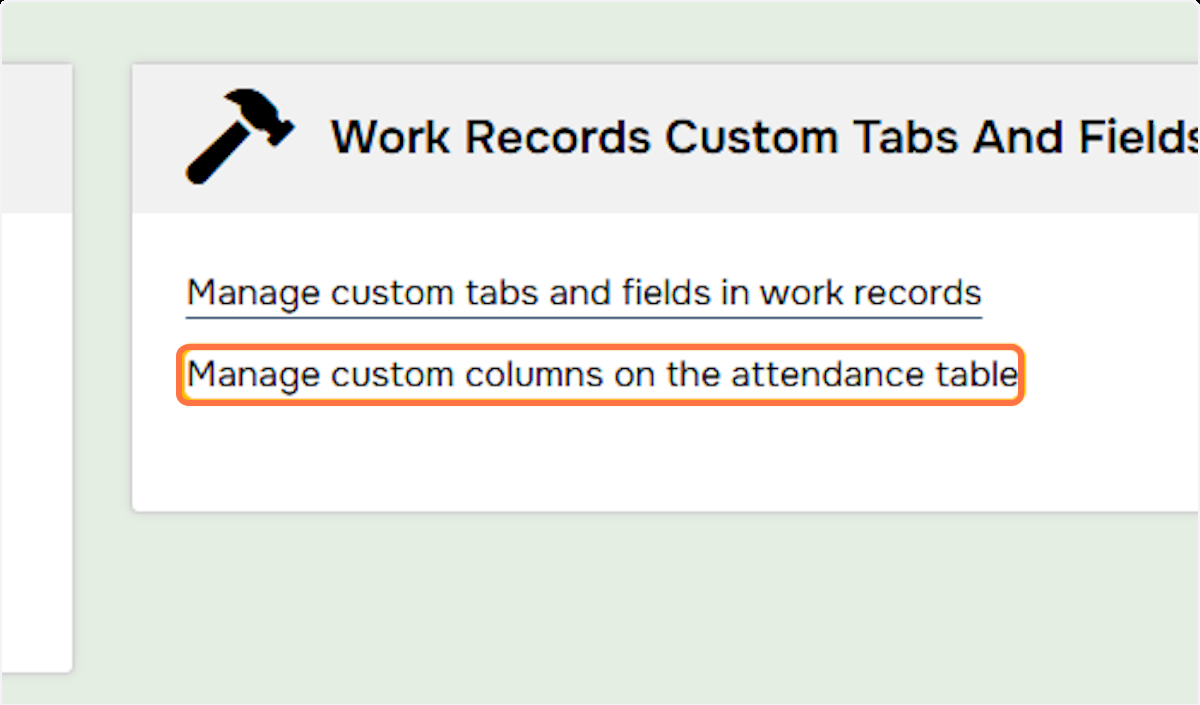 Work Records Custom Tabs And Fields
Manage custom tabs and fields in work records
Manage custom columns on the attendance table